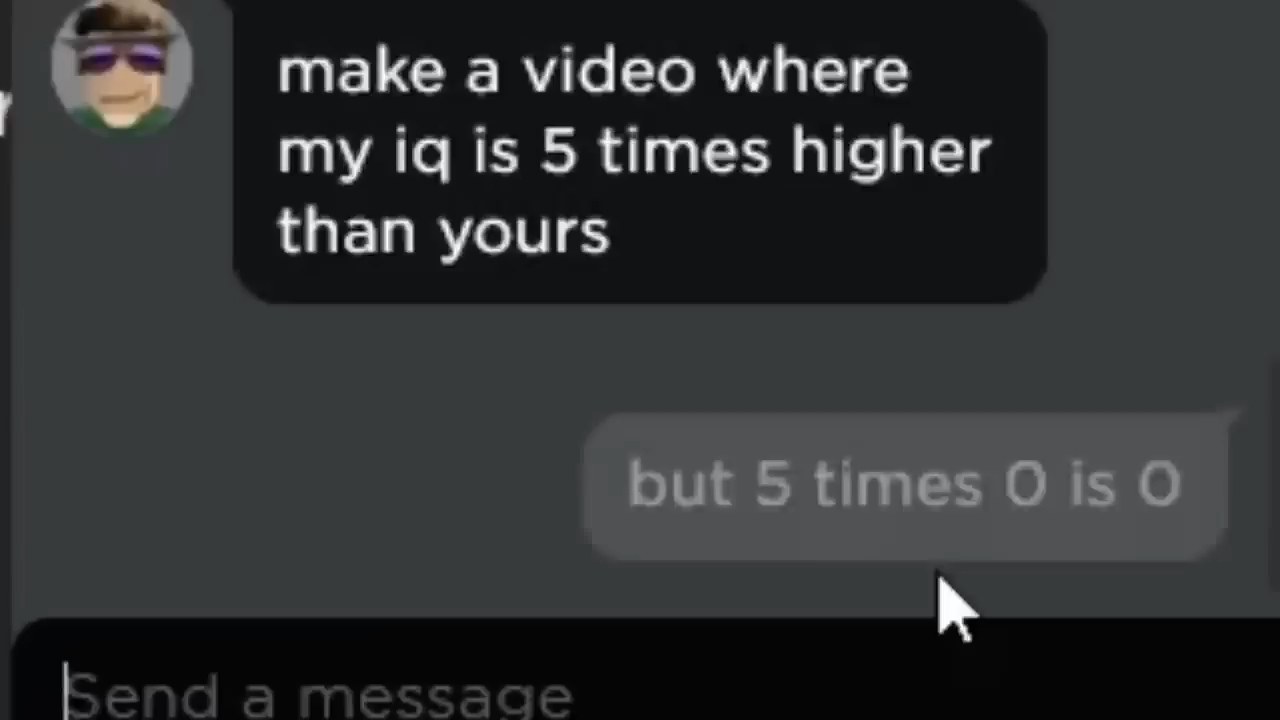 make a video where
my iq is 5 times higher
than yours
but 5 times 0 is 0
Send a message